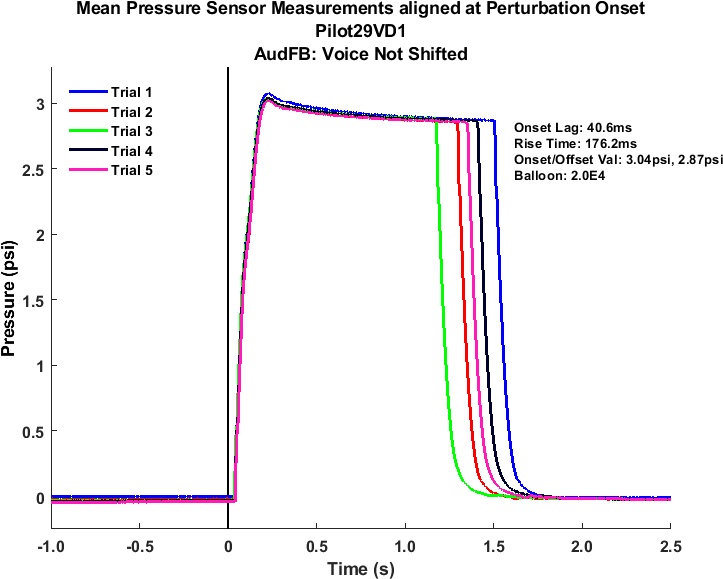 Mean Pressure Sensor Measurements aligned at Perturbation Onset
Pilot29VD1
AudFB: Voice Not Shifted
Trial 1
Trial 2
Trial 3
Trial 4
Trial 5
Onset Lag: 40.6ms
Rise Time: 176.2ms
Onset/Offset Val: 3.04psi, 2.87psi
Balloon: 2.0E4
Pressure (psi)
3
2.5
2
1.5
1
0.5
0
-1.0 -0.5 0 0.5 1.0 1.5 2.0 2.5
Time (s)